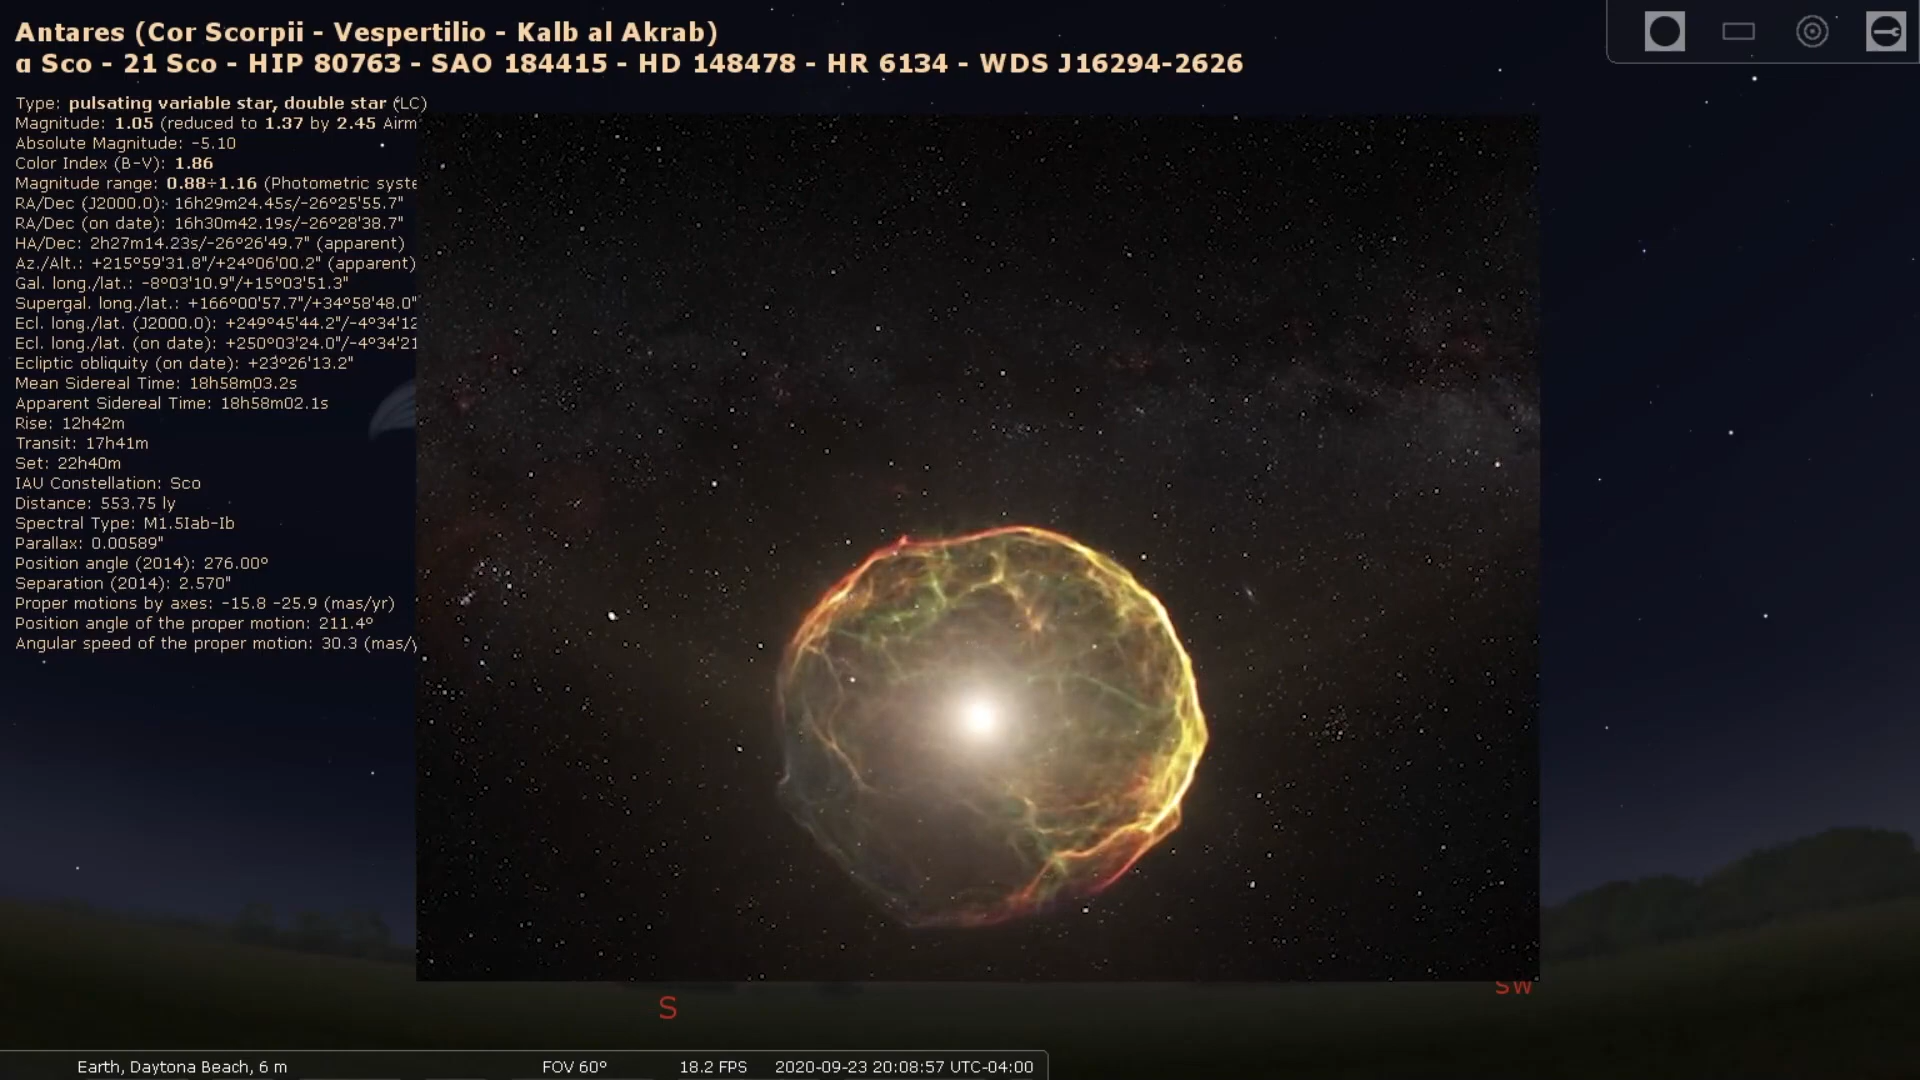 Antares (Cor Scorpii - Vespertilio - Kalb al Akrab)
α Sco - 21 Sco - HIP 80763 - SAO 184415 - HD 148478 - HR 6134 - WDS J16294-2626
Type: pulsating variable star, double star (LC)
Magnitude: 1.05 (reduced to 1.37 by 2.45 Airm
Absolute Magnitude: -5.10
Color Index (B-V): 1.86
Magnitude range: 0.88÷1.16 (Photometric syste
RA/Dec (J2000.0): 16h29m24.45s/-26°25'55.7"
RA/Dec (on date): 16h30m42.19s/-26°28'38.7"
HA/Dec: 2h27m14.23s/-26°26'49.7" (apparent)
Az./Alt.: +215°59'31.8"/+24°06'00.2" (apparent)
Gal. long./lat.: -8°03'10.9"/+15°03'51.3"
Supergal. long./lat.: +166°00'57.7"/+34°58'48.0"
Ecl. long./lat. (J2000.0): +249°45'44.2"/-4°34'12
Ecl. long./lat. (on date): +250°03'24.0"/-4°34'21
Ecliptic obliquity (on date): +23°26'13.2"
Mean Sidereal Time: 18h58m03.2s
Apparent Sidereal Time: 18h58m02.1s
Rise: 12h42m
Transit: 17h41m
Set: 22h40m
IAU Constellation: Sco
Distance: 553.75 ly
Spectral Type: M1.5Iab-Ib
Parallax: 0.00589"
Position angle (2014): 276.00°
Separation (2014): 2.570"
Proper motions by axes: -15.8 -25.9 (mas/yr)
Position angle of the proper motion: 211.4°
Angular speed of the proper motion: 30.3 (mas/y
SW
S
Earth, Daytona Beach, 6 m FOV 60° 18.2 FPS 2020-09-23 20:08:57 UTC-04:00